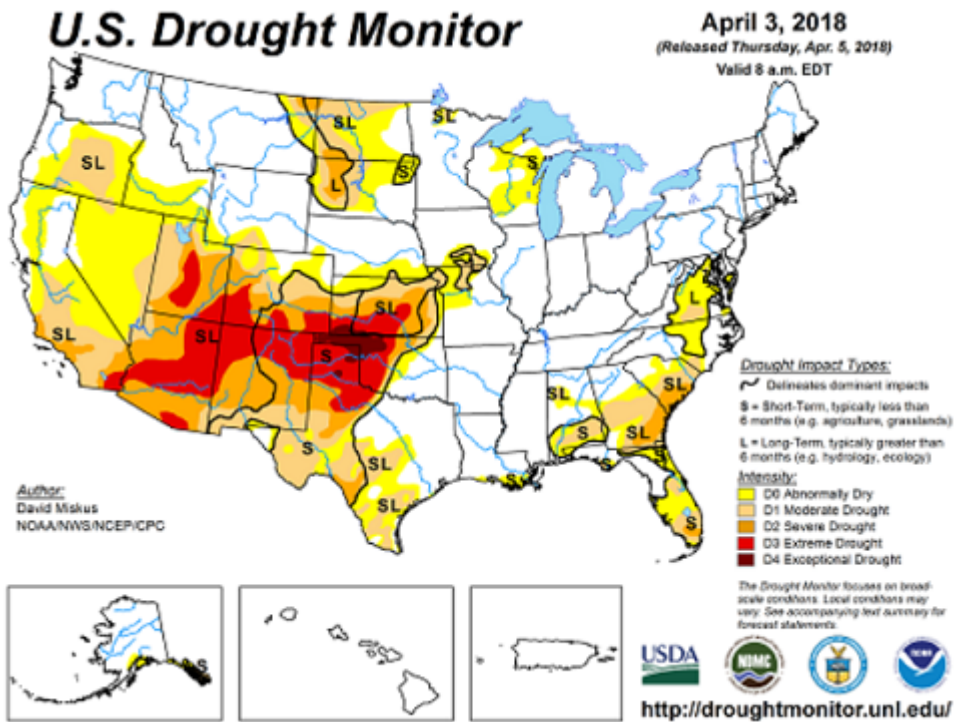 U.S. Drought Monitor
April 3, 2018
(Released Thursday, Apr. 5, 2018)
Valid 8 a.m. EDT
SL
SL
SL
S
S
L
L
SL
SL
SL
S
SL
SL
S
SL
S
SL
SL
S
S
S
Drought Impact Types:
Delineates dominant impacts
S = Short-Term, typically less than
6 months (e.g. agriculture, grasslands)
L = Long-Term, typically greater than
6 months (e.g. hydrology, ecology)
Intensity:
D0 Abnormally Dry
D1 Moderate Drought
D2 Severe Drought
D3 Extreme Drought
D4 Exceptional Drought
Author:
David Miskus
NOAA/NWS/NCEP/CPC
The Drought Monitor focuses on broad-
scale conditions. Local conditions may
vary. See accompanying text summary for
forecast statements.
S
USDA
NDMC
http://droughtmonitor.unl.edu/